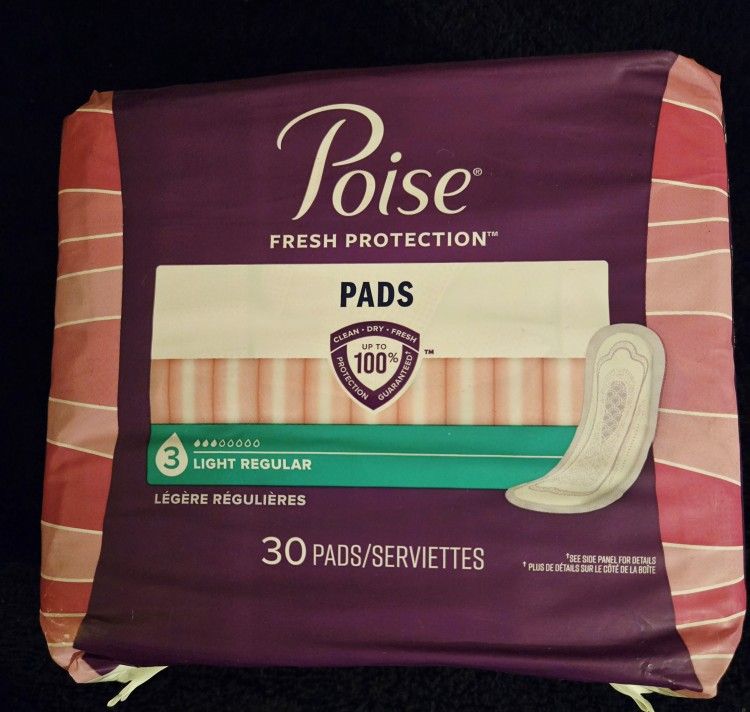 Poise®
FRESH PROTECTION™
PADS
CLEAN · DRY · FRESH
UP TO
100%
PROTECTION GUARANTEED†
™
3
LIGHT REGULAR
LÉGÈRE RÉGULIÈRES
30 PADS/SERVIETTES
†SEE SIDE PANEL FOR DETAILS
† PLUS DE DÉTAILS SUR LE CÔTÉ DE LA BOÎTE